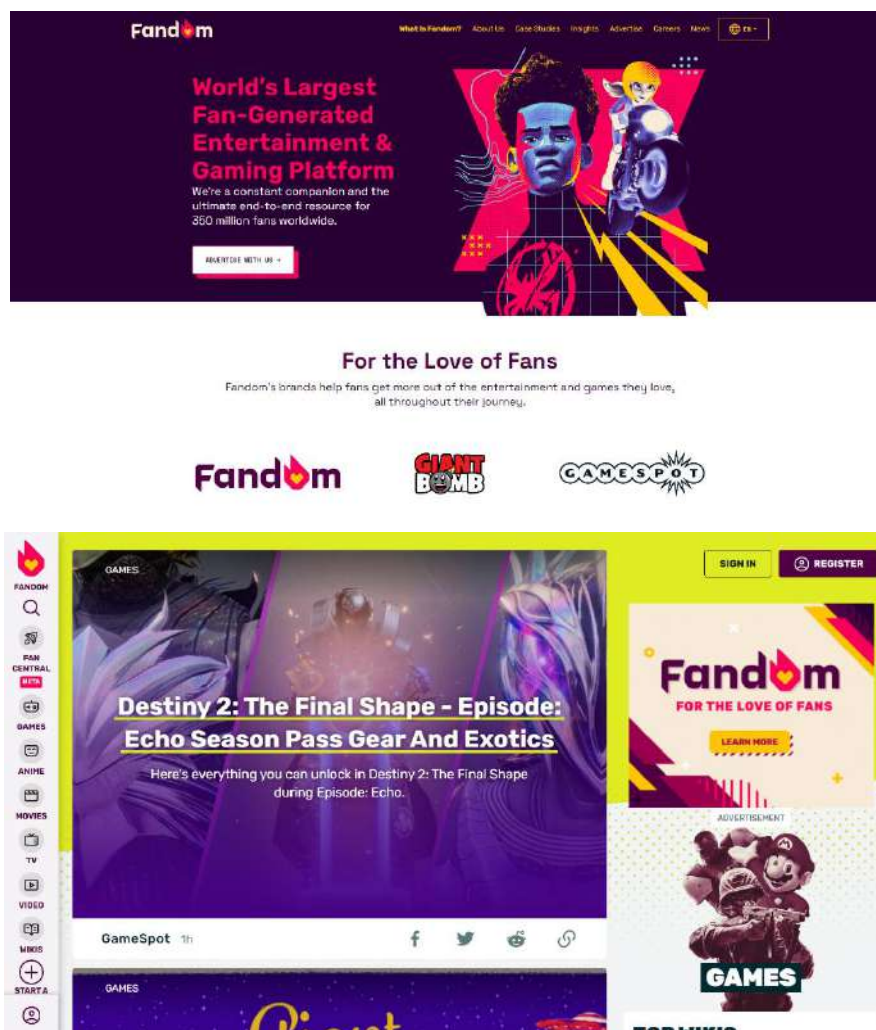 Fandom
What is Fandom? About Us Case Studies Insights Advertise Careers News
World's Largest
Fan-Generated
Entertainment &
Gaming Platform
We're a constant companion and the
ultimate end-to-end resource for
350 million fans worldwide.
ADVERTISE WITH US
For the Love of Fans
Fandom's brands help fans get more out of the entertainment and games they love,
all throughout their journey.
Fandom
GIANT
BOMB
GAMESPOT
FANDOM
FAN
CENTRAL
BETA
GAMES
ANIME
MOVIES
TV
VIDEO
WIKIS
START A
GAMES
Destiny 2: The Final Shape - Episode:
Echo Season Pass Gear And Exotics
Here's everything you can unlock in Destiny 2: The Final Shape
during Episode: Echo.
GameSpot 1h
GAMES
Giant
SIGN IN
REGISTER
Fandom
FOR THE LOVE OF FANS
LEARN MORE
ADVERTISEMENT
GAMES
TOP WIKIS